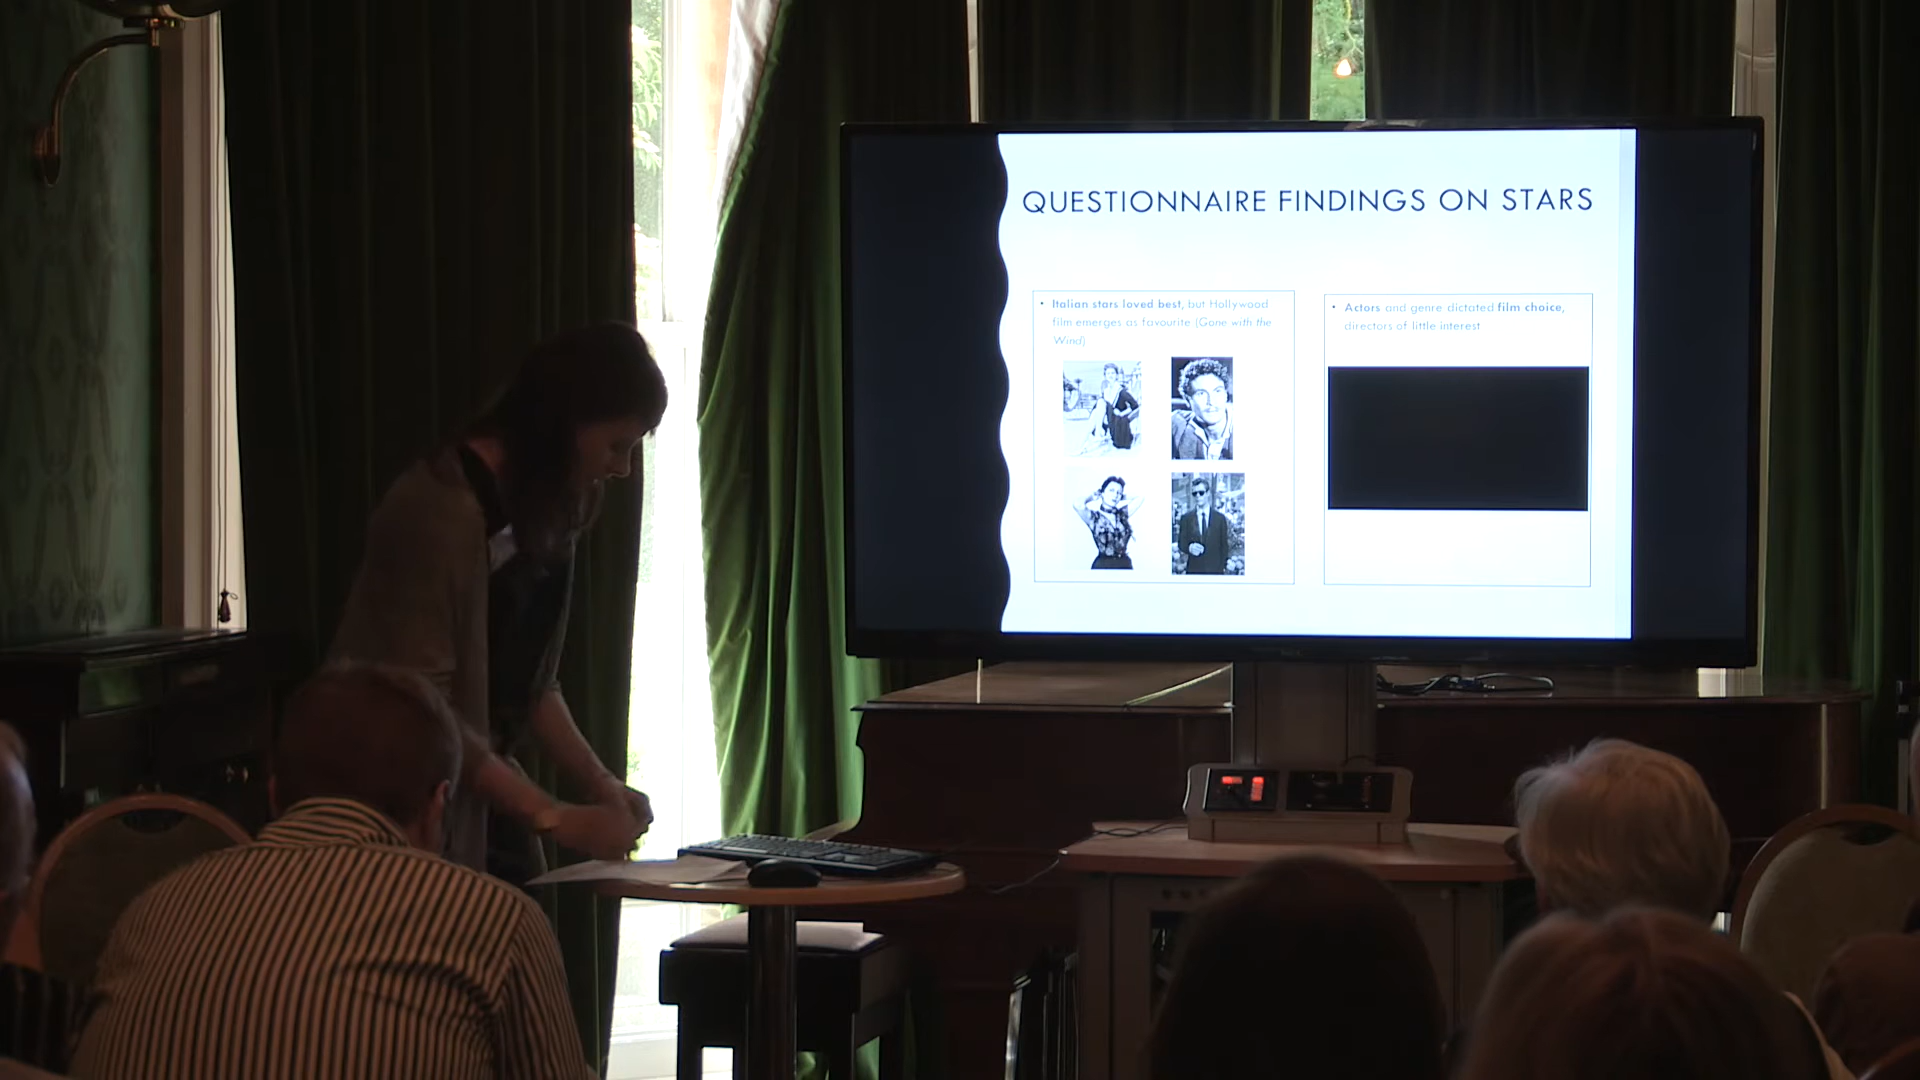 QUESTIONNAIRE FINDINGS ON STARS
• Italian stars loved best, but Hollywood
film emerges as favourite (Gone with the
Wind)
• Actors and genre dictated film choice,
directors of little interest